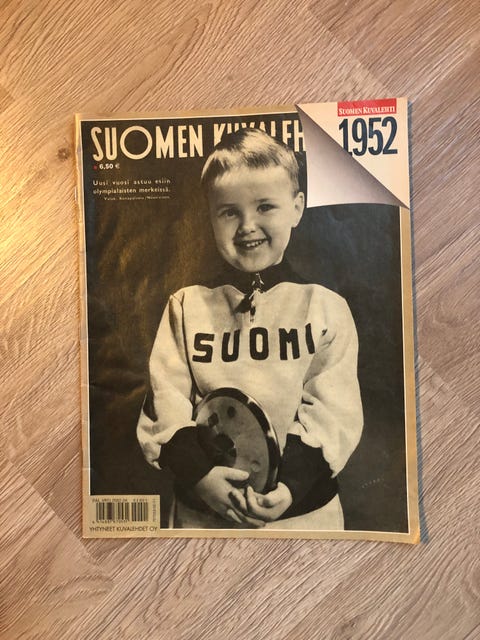 SUOMEN KUVALEH
SUOMEN KUVALEHTI
1952
6,50 €
Uusi vuosi astuu esiin
olympialaisten merkeissä.
SUOMI
YHTYNEET KUVALEHDET OY